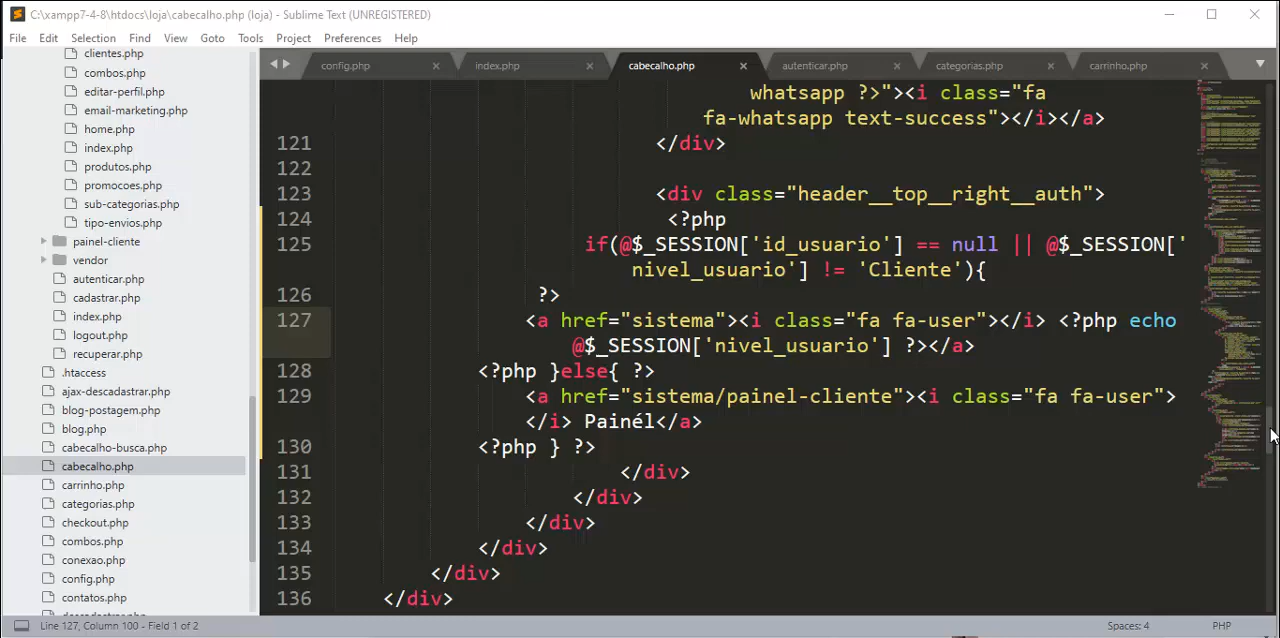 C:\xampp7-4-8\htdocs\loja\cabecalho.php (loja) - Sublime Text (UNREGISTERED)
File Edit Selection Find View Goto Tools Project Preferences Help
config.php × index.php × cabecalho.php × autenticar.php × categorias.php × carrinho.php ×
clientes.php
combos.php
editar-perfil.php
email-marketing.php
home.php
index.php
produtos.php
promocoes.php
sub-categorias.php
tipo-envios.php
painel-cliente
vendor
autenticar.php
cadastrar.php
index.php
logout.php
recuperar.php
.htaccess
ajax-descadastrar.php
blog-postagem.php
blog.php
cabecalho-busca.php
cabecalho.php
carrinho.php
categorias.php
checkout.php
combos.php
conexao.php
config.php
contatos.php
descadastrar.php
whatsapp ?>"><i class="fa
fa-whatsapp text-success"></i></a>
121 </div>
122
123 <div class="header__top__right__auth">
124 <?php
125 if(@$_SESSION['id_usuario'] == null || @$_SESSION['
nivel_usuario'] != 'Cliente'){
126 ?>
127 <a href="sistema"><i class="fa fa-user"></i> <?php echo
@$_SESSION['nivel_usuario'] ?></a>
128 <?php }else{ ?>
129 <a href="sistema/painel-cliente"><i class="fa fa-user">
</i> Painél</a>
130 <?php } ?>
131 </div>
132 </div>
133 </div>
134 </div>
135 </div>
136 </div>
Line 127, Column 100 - Field 1 of 2 Spaces: 4 PHP